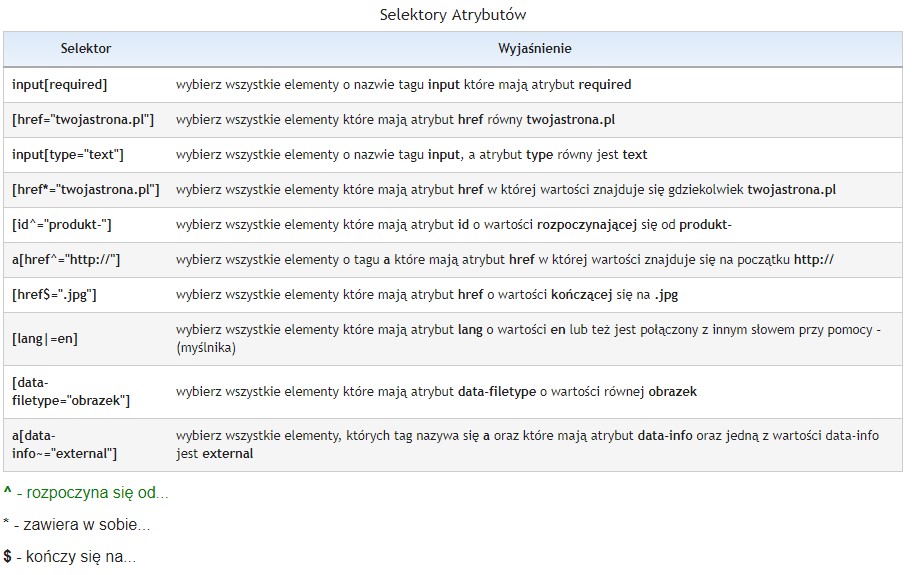 Selektory Atrybutów
Selektor Wyjaśnienie
input[required] wybierz wszystkie elementy o nazwie tagu input które mają atrybut required
[href="twojastrona.pl"] wybierz wszystkie elementy które mają atrybut href równy twojastrona.pl
input[type="text"] wybierz wszystkie elementy o nazwie tagu input, a atrybut type równy jest text
[href*="twojastrona.pl"] wybierz wszystkie elementy które mają atrybut href w której wartości znajduje się gdziekolwiek twojastrona.pl
[id^="produkt-"] wybierz wszystkie elementy które mają atrybut id o wartości rozpoczynającej się od produkt-
a[href^="http://"] wybierz wszystkie elementy o tagu a które mają atrybut href w której wartości znajduje się na początku http://
[href$=".jpg"] wybierz wszystkie elementy które mają atrybut href o wartości kończącej się na .jpg
[lang|=en] wybierz wszystkie elementy które mają atrybut lang o wartości en lub też jest połączony z innym słowem przy pomocy –
(myślnika)
[data-
filetype="obrazek"] wybierz wszystkie elementy które mają atrybut data-filetype o wartości równej obrazek
a[data-
info~="external"] wybierz wszystkie elementy, których tag nazywa się a oraz które mają atrybut data-info oraz jedną z wartości data-info
jest external
^ - rozpoczyna się od...
* - zawiera w sobie...
$ - kończy się na...